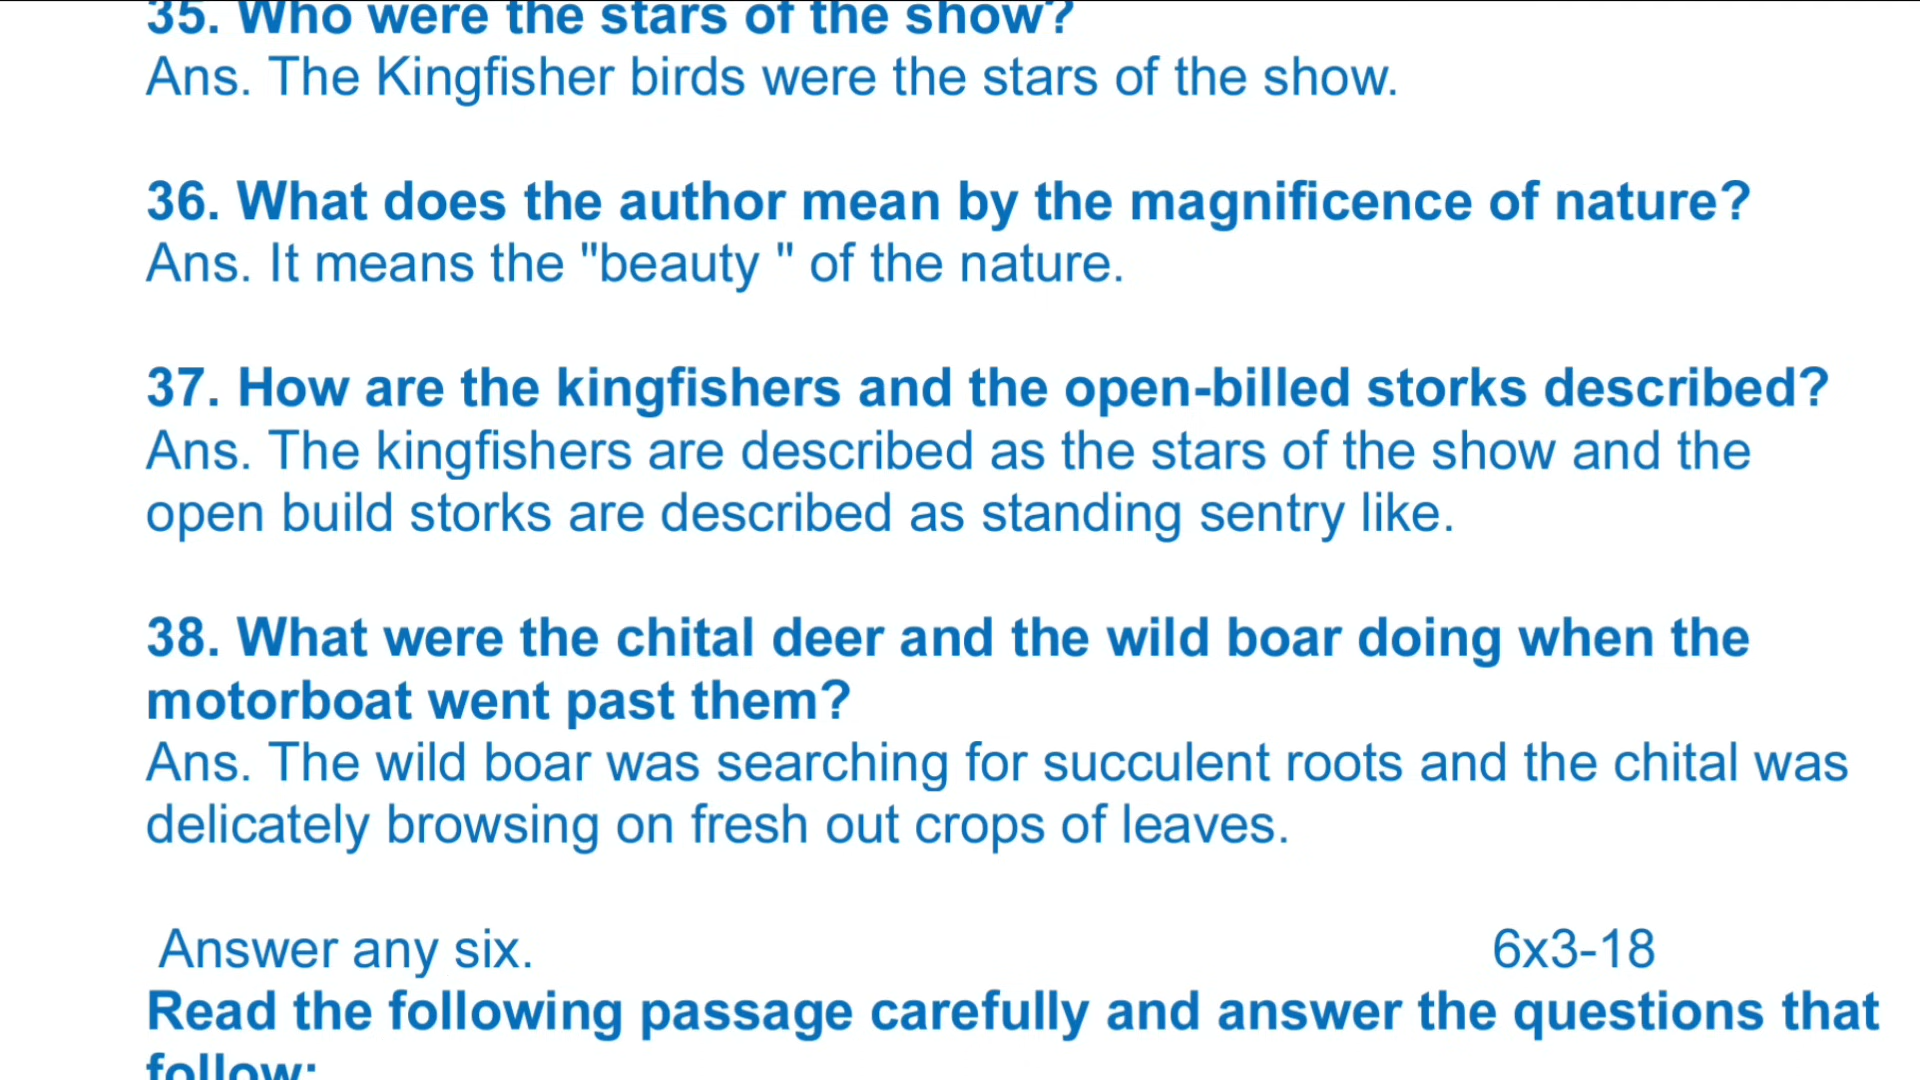 35. Who were the stars of the show?
Ans. The Kingfisher birds were the stars of the show.
36. What does the author mean by the magnificence of nature?
Ans. It means the "beauty " of the nature.
37. How are the kingfishers and the open-billed storks described?
Ans. The kingfishers are described as the stars of the show and the
open build storks are described as standing sentry like.
38. What were the chital deer and the wild boar doing when the
motorboat went past them?
Ans. The wild boar was searching for succulent roots and the chital was
delicately browsing on fresh out crops of leaves.
Answer any six. 6x3-18
Read the following passage carefully and answer the questions that
follow: